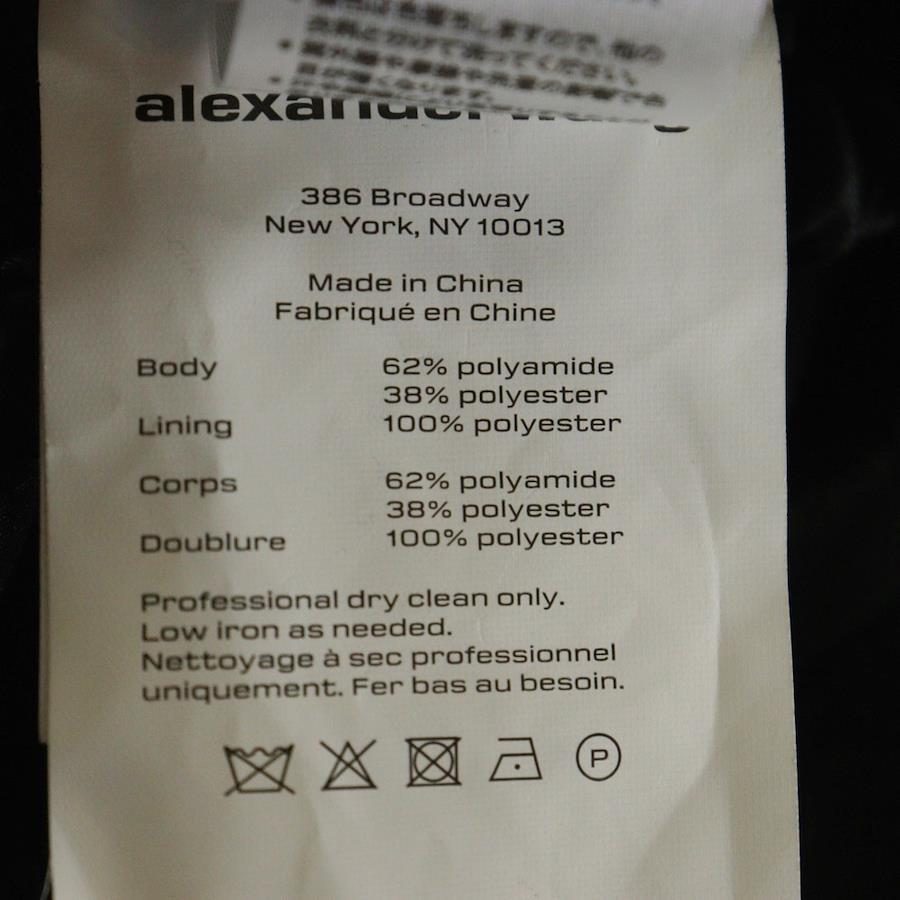 alexander wang
386 Broadway
New York, NY 10013
Made in China
Fabriqué en Chine
Body 62% polyamide
38% polyester
Lining 100% polyester
Corps 62% polyamide
38% polyester
Doublure 100% polyester
Professional dry clean only.
Low iron as needed.
Nettoyage à sec professionnel
uniquement. Fer bas au besoin.
P